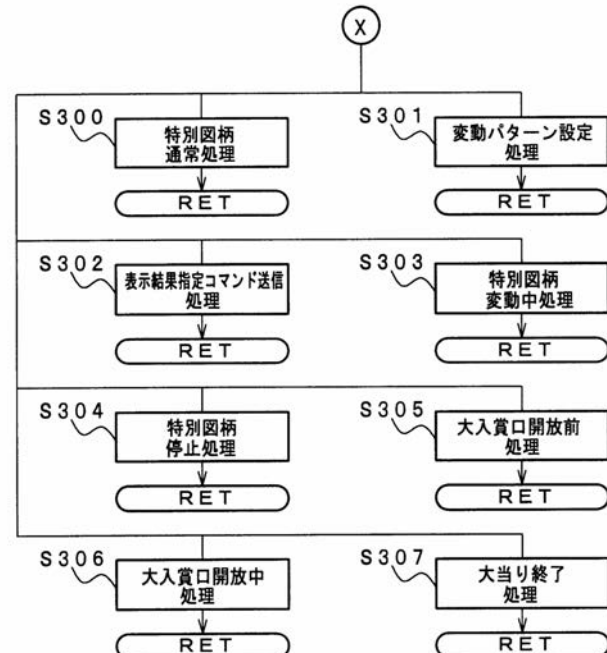 X
S300
特別図柄
通常処理
RET
S301
変動パターン設定
処理
RET
S302
表示結果指定コマンド送信
処理
RET
S303
特別図柄
変動中処理
RET
S304
特別図柄
停止処理
RET
S305
大入賞口開放前
処理
RET
S306
大入賞口開放中
処理
RET
S307
大当り終了
処理
RET